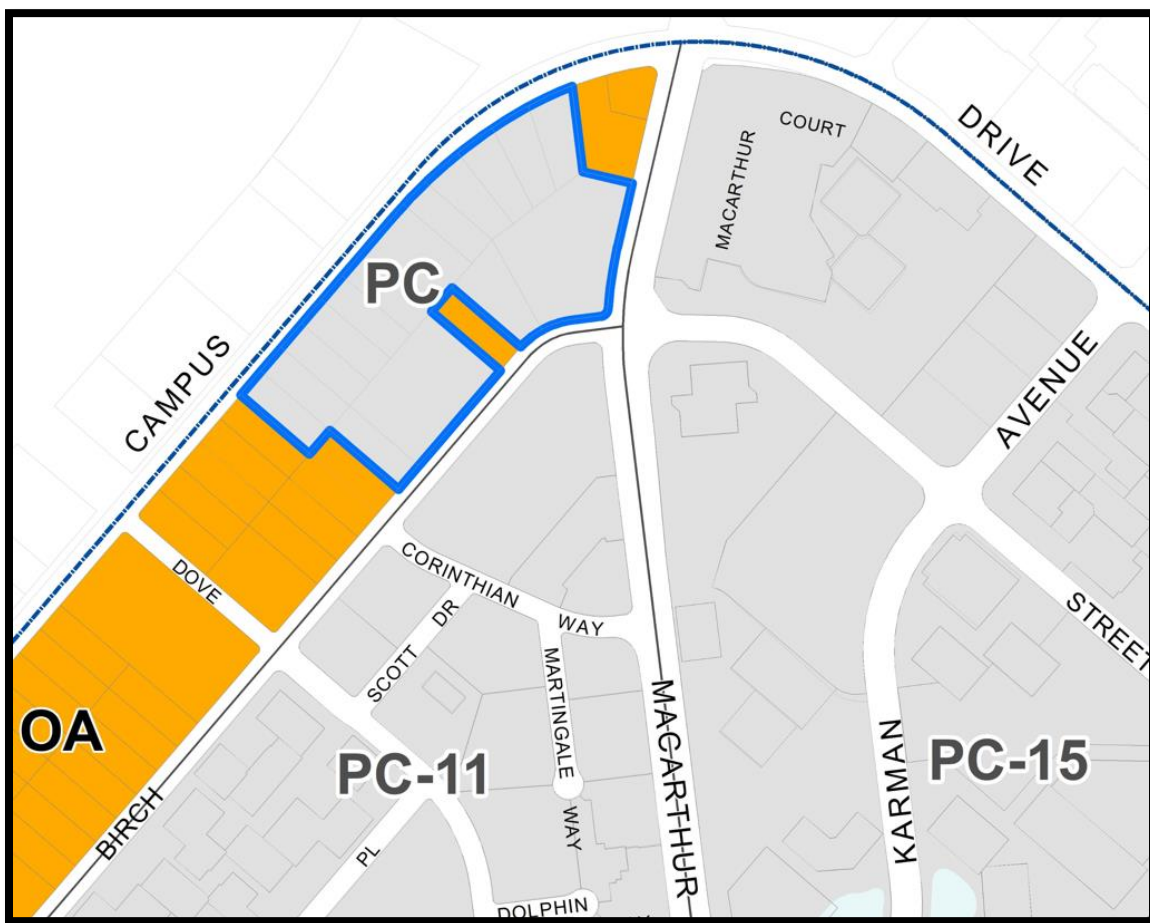 CAMPUS
DRIVE
MACARTHUR
COURT
PC
AVENUE
STREET
DOVE
CORINTHIAN
WAY
SCOTT DR
MARTINGALE
WAY
OA
BIRCH
PC-11
PL
DOLPHIN
MACARTHUR
KARMAN
PC-15